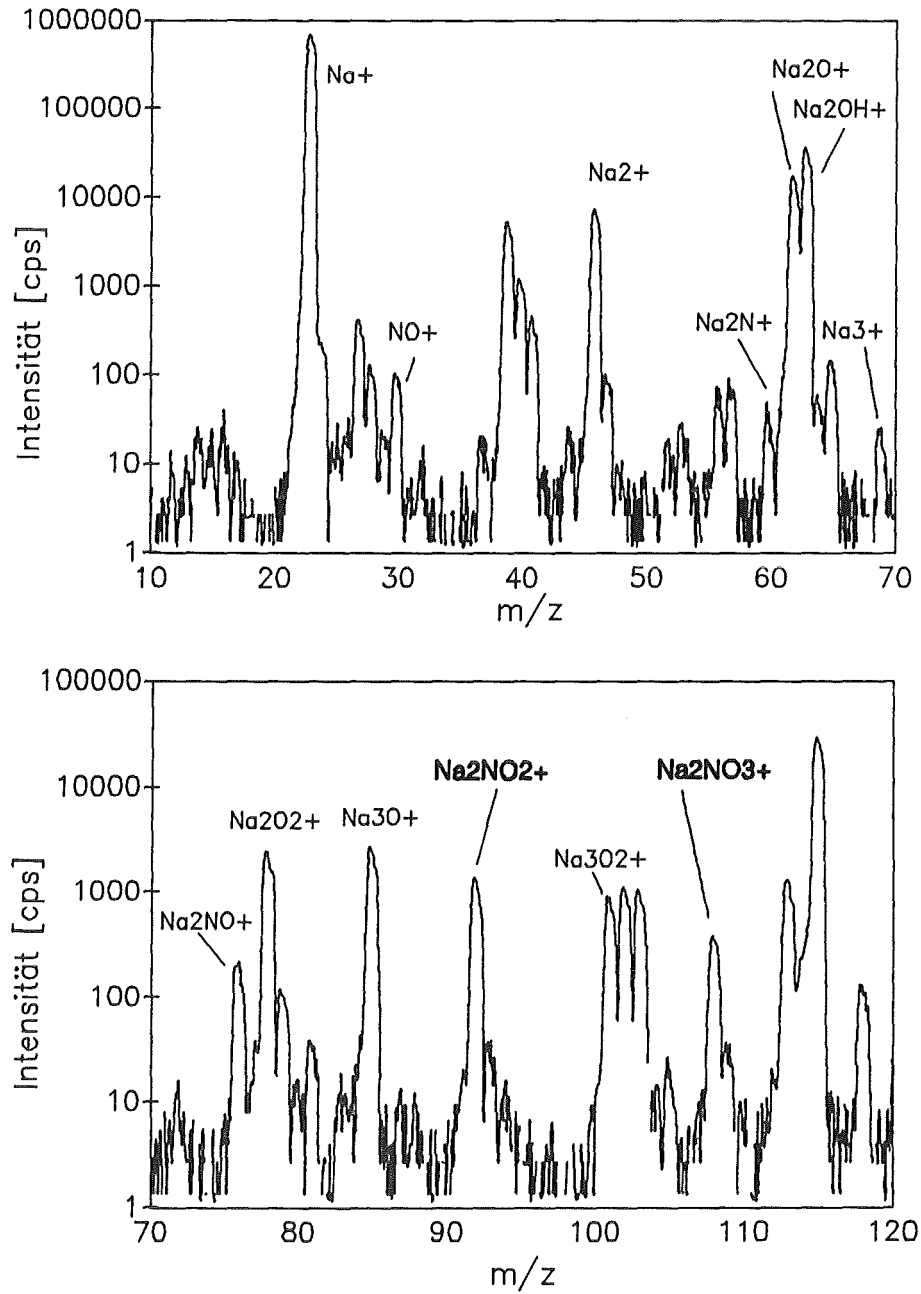 1000000
100000
10000
1000
100
10
1
Intensität [cps]
Na+
NO+
Na2+
Na2N+
Na2O+
Na2OH+
Na3+
10 20 30 40 50 60 70
m/z
100000
10000
1000
100
10
1
Intensität [cps]
Na2NO+
Na2O2+
Na3O+
Na2NO2+
Na3O2+
Na2NO3+
70 80 90 100 110 120
m/z